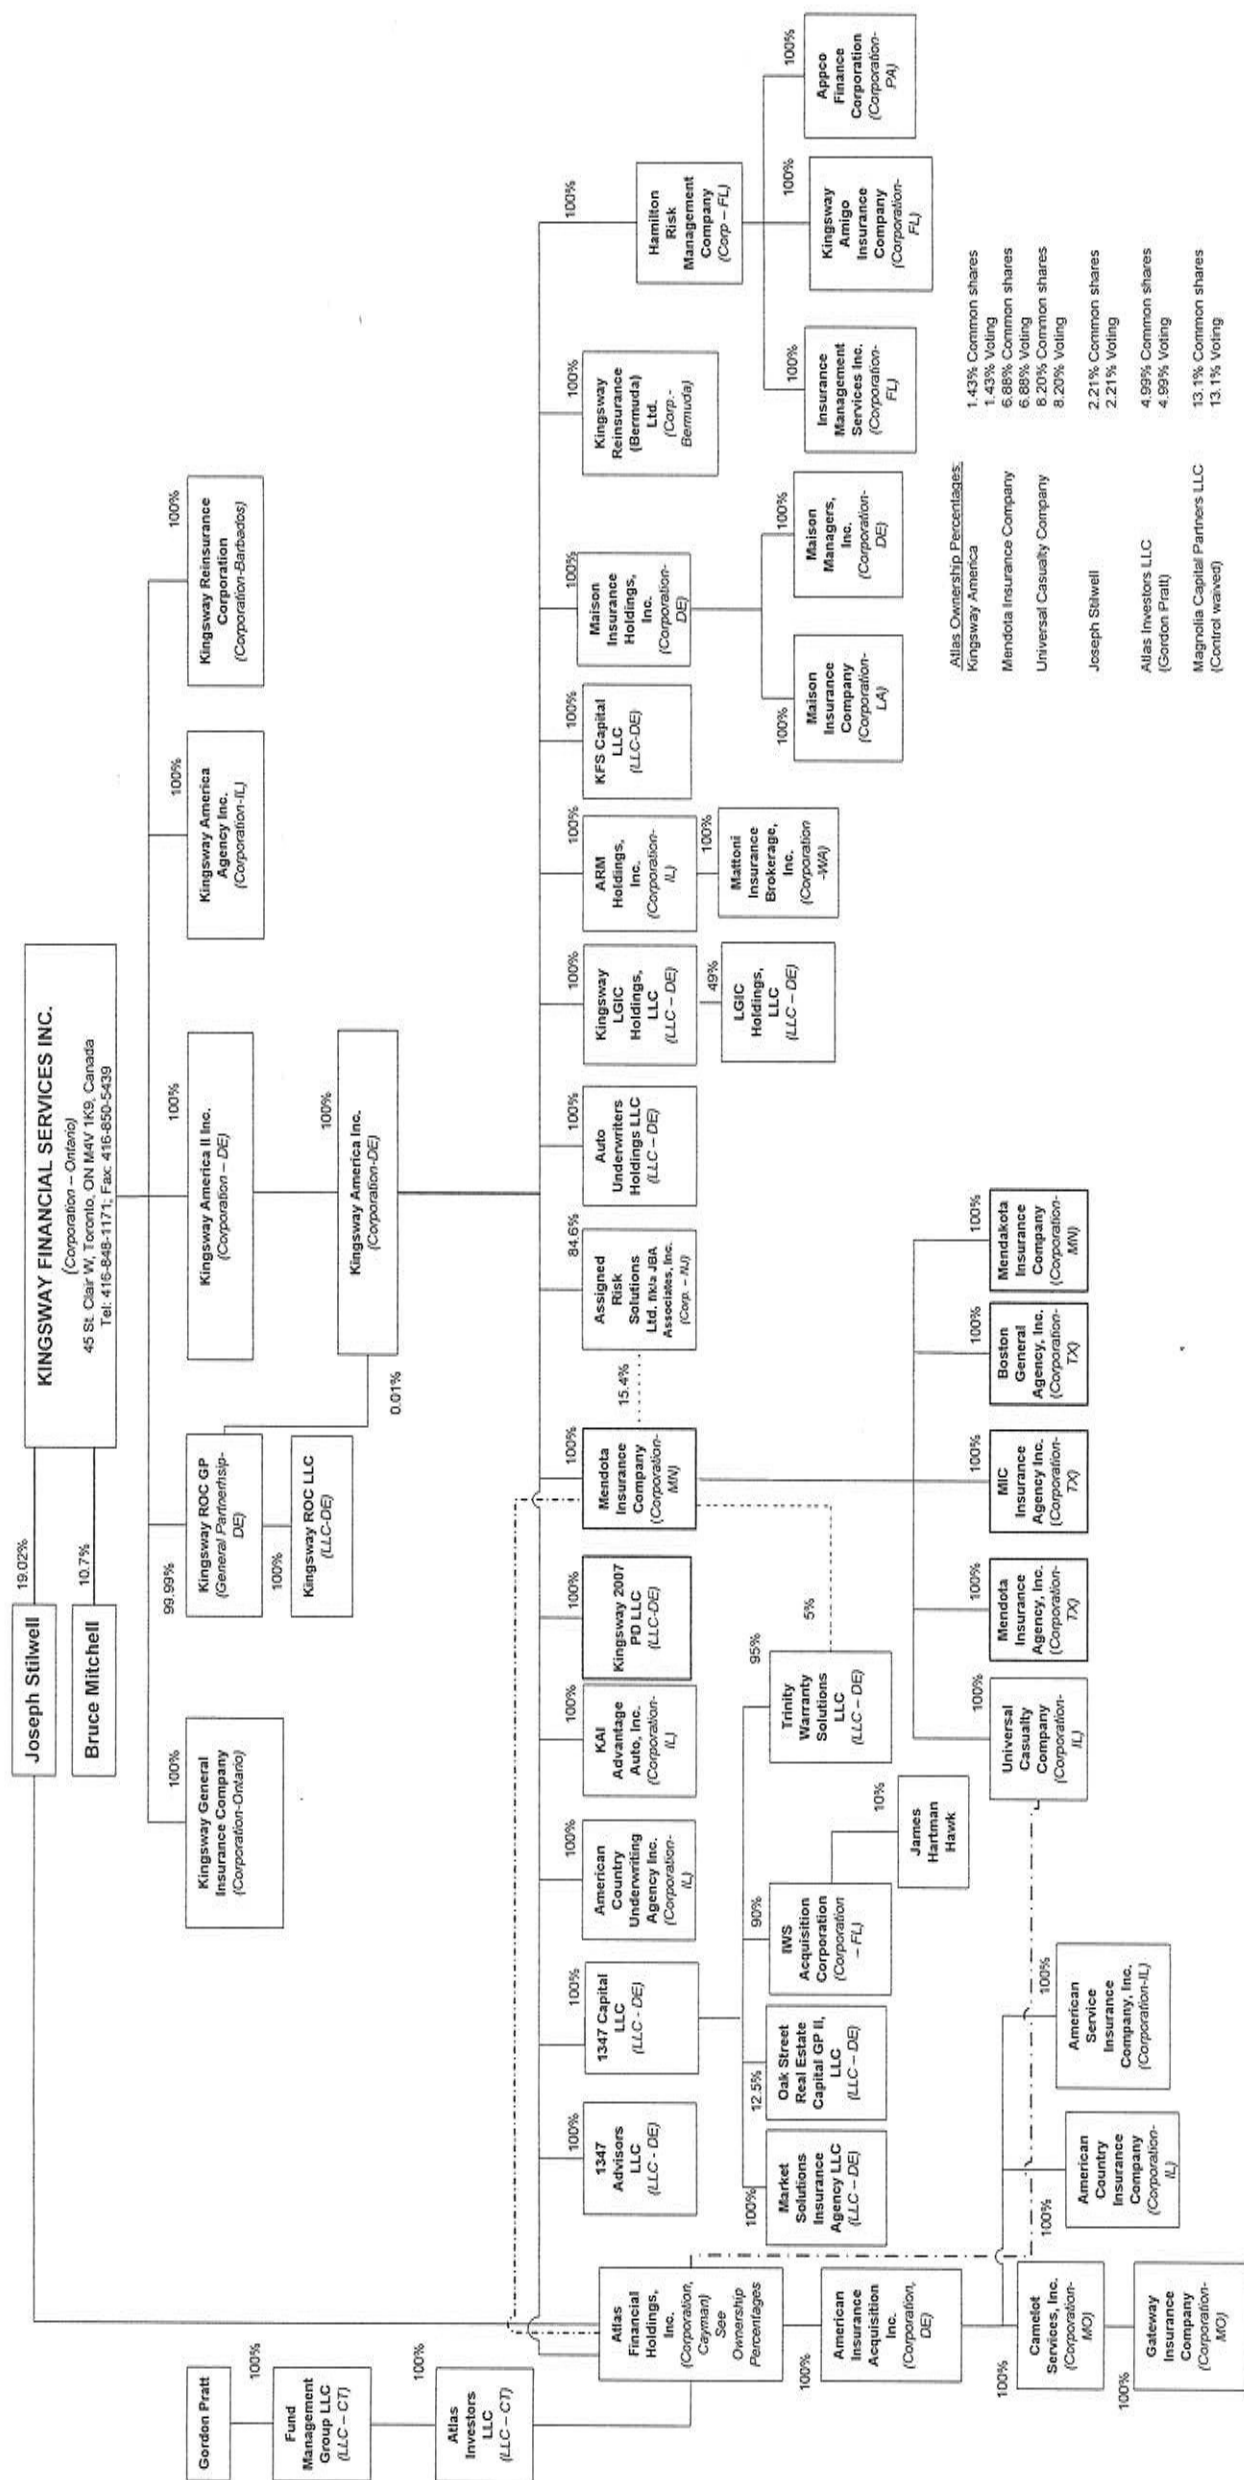 Joseph Stilwell
19.02%
Bruce Mitchell
10.7%
KINGSWAY FINANCIAL SERVICES INC.
(Corporation – Ontario)
45 St. Clair W, Toronto, ON M4V 1K9, Canada
Tel: 416-848-1171; Fax: 416-850-5439
Gordon Pratt
100%
Fund
Management
Group LLC
(LLC – CT)
100%
Atlas
Investors
LLC
(LLC – CT)
100%
Kingsway General
Insurance Company
(Corporation-Ontario)
99.99%
Kingsway ROC GP
(General Partnerhsip-
DE)
100%
Kingsway ROC LLC
(LLC-DE)
0.01%
100%
Kingsway America II Inc.
(Corporation – DE)
100%
Kingsway America Inc.
(Corporation-DE)
100%
Kingsway America
Agency Inc.
(Corporation-IL)
100%
Kingsway Reinsurance
Corporation
(Corporation-Barbados)
Atlas
Financial
Holdings,
Inc.
(Corporation,
Cayman)
See
Ownership
Percentages
100%
1347
Advisors
LLC
(LLC - DE)
100%
1347 Capital
LLC
(LLC - DE)
100%
American
Country
Underwriting
Agency Inc.
(Corporation-
IL)
100%
KAI
Advantage
Auto, Inc.
(Corporation-
IL)
100%
Kingsway 2007
PD LLC
(LLC-DE)
100%
Mendota
Insurance
Company
(Corporation-
MN)
15.4%
84.6%
Assigned
Risk
Solutions
Ltd. f/k/a JBA
Associates, Inc.
(Corp. – NJ)
100%
Auto
Underwriters
Holdings LLC
(LLC – DE)
100%
Kingsway
LGIC
Holdings,
LLC
(LLC – DE)
49%
LGIC
Holdings,
LLC
(LLC – DE)
100%
ARM
Holdings,
Inc.
(Corporation-
IL)
100%
Mattoni
Insurance
Brokerage,
Inc.
(Corporation
-WA)
100%
KFS Capital
LLC
(LLC-DE)
100%
Maison
Insurance
Holdings,
Inc.
(Corporation-
DE)
100%
Maison
Insurance
Company
(Corporation-
LA)
100%
Maison
Managers,
Inc.
(Corporation-
DE)
100%
Kingsway
Reinsurance
(Bermuda)
Ltd.
(Corp.-
Bermuda)
100%
Hamilton
Risk
Management
Company
(Corp – FL)
100%
Insurance
Management
Services Inc.
(Corporation-
FL)
100%
Kingsway
Amigo
Insurance
Company
(Corporation-
FL)
100%
Appco
Finance
Corporation
(Corporation-
PA)
100%
Market
Solutions
Insurance
Agency LLC
(LLC – DE)
12.5%
Oak Street
Real Estate
Capital GP II,
LLC
(LLC – DE)
90%
IWS
Acquisition
Corporation
(Corporation
– FL)
10%
James
Hartman
Hawk
95%
Trinity
Warranty
Solutions
LLC
(LLC – DE)
5%
100%
American
Insurance
Acquisition
Inc.
(Corporation,
DE)
100%
Camelot
Services, Inc.
(Corporation-
MO)
100%
Gateway
Insurance
Company
(Corporation-
MO)
100%
American
Country
Insurance
Company
(Corporation-
IL)
100%
American
Service
Insurance
Company, Inc.
(Corporation-IL)
100%
Universal
Casualty
Company
(Corporation-
IL)
100%
Mendota
Insurance
Agency, Inc.
(Corporation-
TX)
100%
MIC
Insurance
Agency Inc.
(Corporation-
TX)
100%
Boston
General
Agency, Inc.
(Corporation-
TX)
100%
Mendakota
Insurance
Company
(Corporation-
MN)
Atlas Ownership Percentages:
Kingsway America 1.43% Common shares
1.43% Voting
Mendota Insurance Company 6.88% Common shares
6.88% Voting
Universal Casualty Company 8.20% Common shares
8.20% Voting
Joseph Stilwell 2.21% Common shares
2.21% Voting
Atlas Investors LLC 4.99% Common shares
(Gordon Pratt) 4.99% Voting
Magnolia Capital Partners LLC 13.1% Common shares
(Control waived) 13.1% Voting